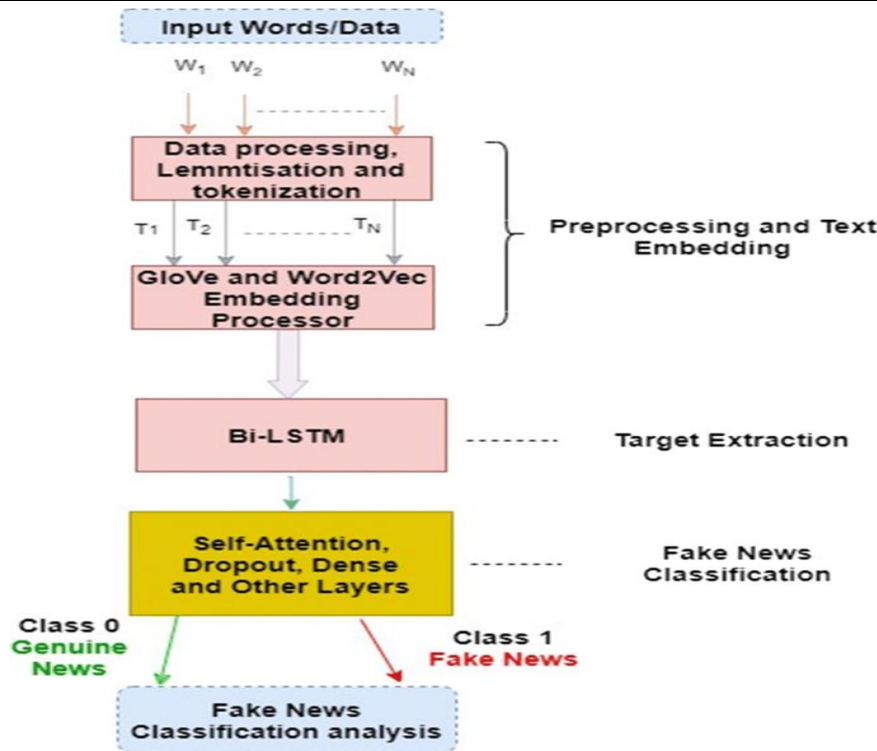 Input Words/Data
W1
W2
WN
Data processing,
Lemmtisation and
tokenization
T1
T2
TN
GloVe and Word2Vec
Embedding
Processor
Preprocessing and Text
Embedding
Bi-LSTM
Target Extraction
Self-Attention,
Dropout, Dense
and Other Layers
Fake News
Classification
Class 0
Genuine
News
Class 1
Fake News
Fake News
Classification analysis